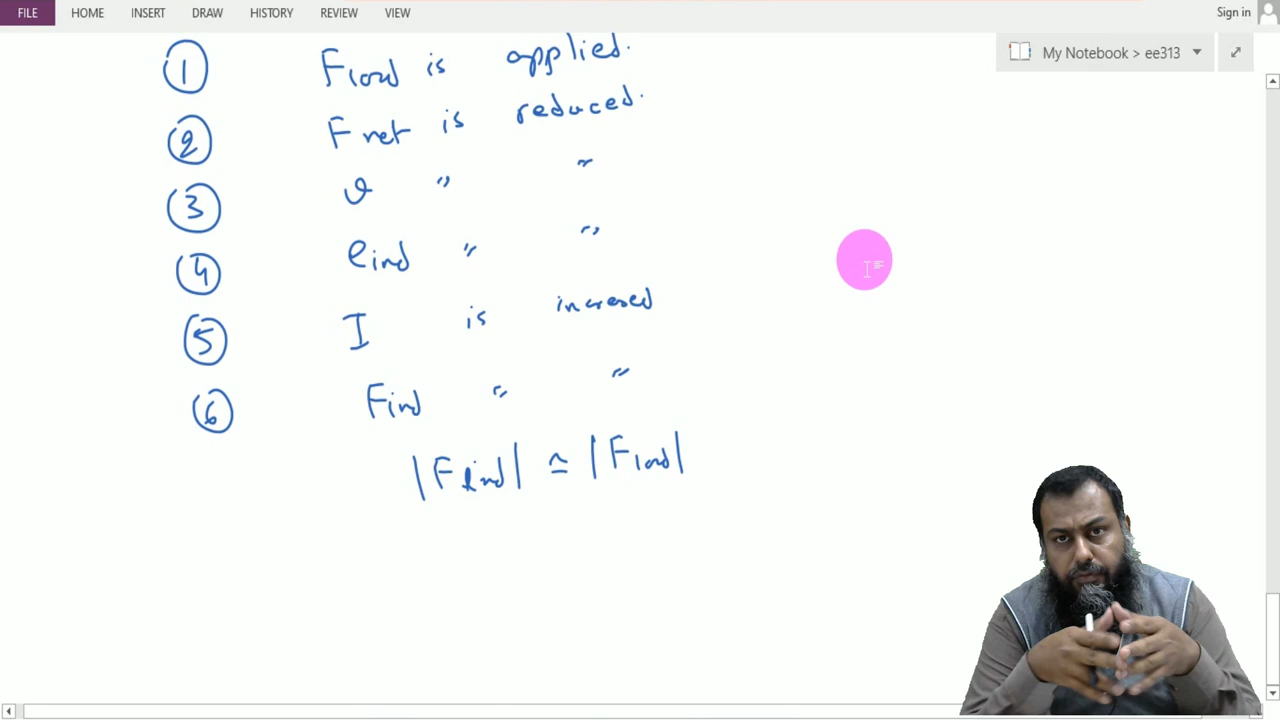 FILE HOME INSERT DRAW HISTORY REVIEW VIEW Sign in
My Notebook > ee313
1 Fload is applied.
2 Fnet is reduced.
3 v " "
4 eind " "
5 I is incresed
6 Find " "
|Find| ≃ |Fload|